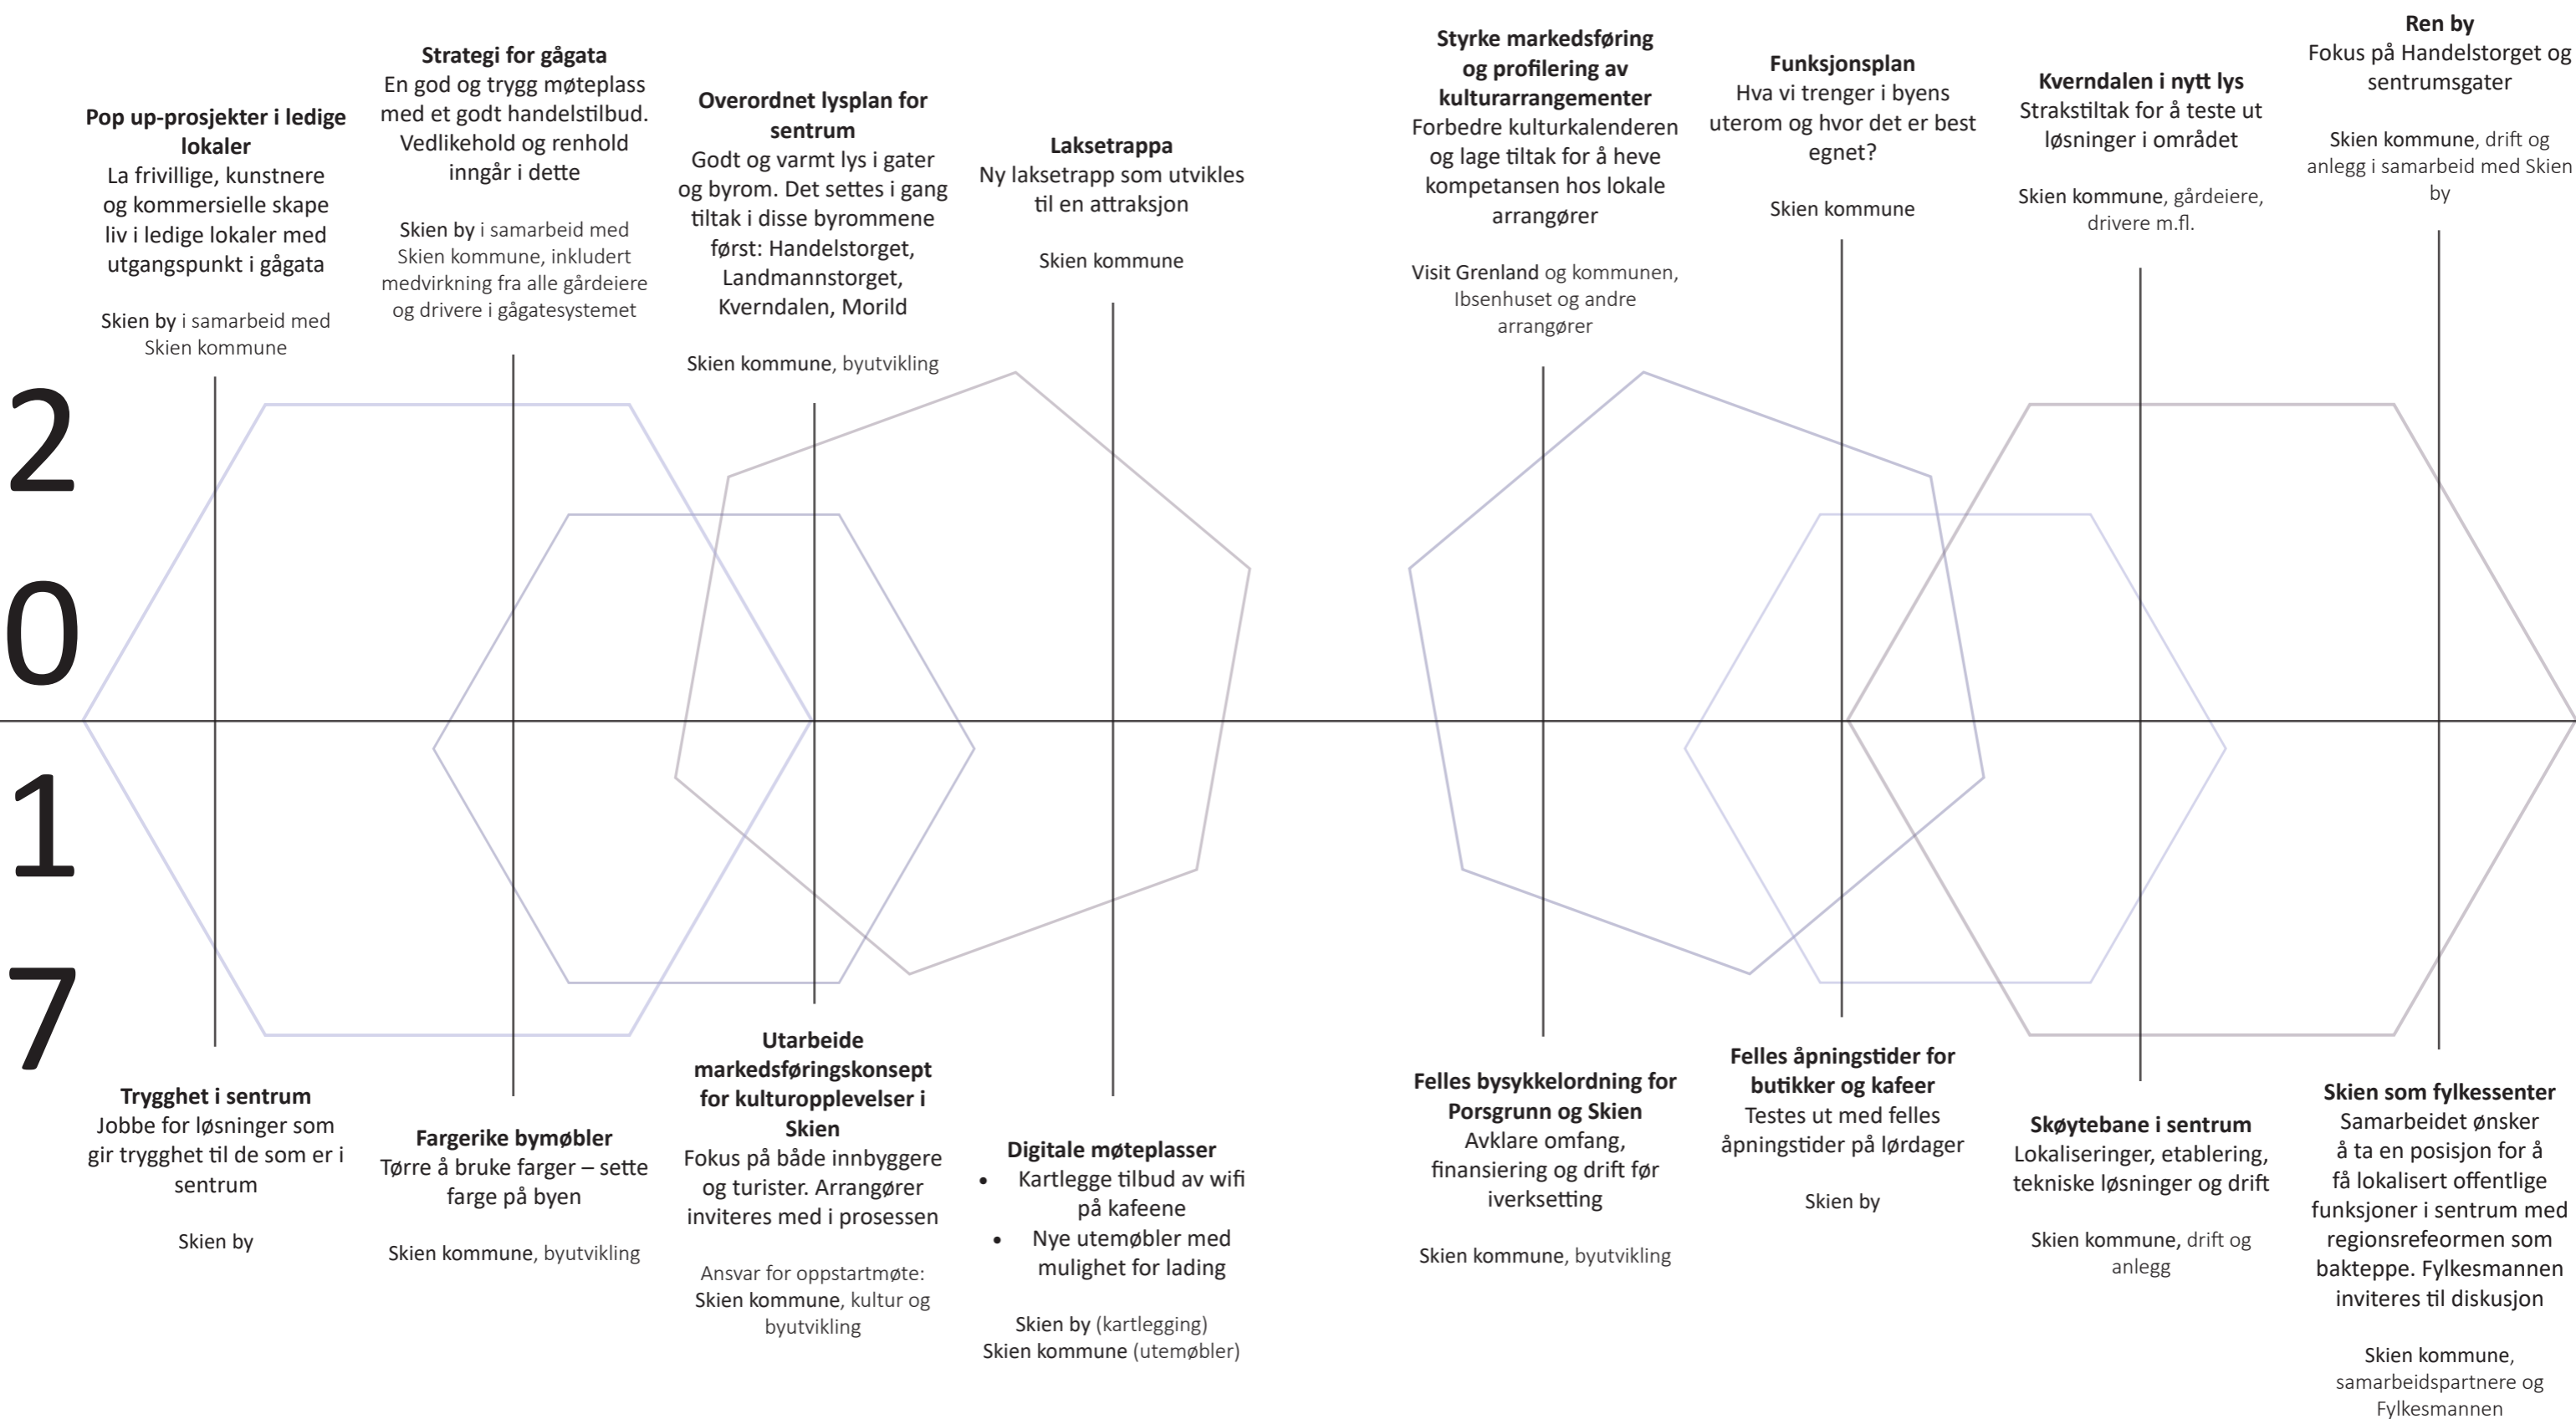 Pop up-prosjekter i ledige
lokaler
La frivillige, kunstnere
og kommersielle skape
liv i ledige lokaler med
utgangspunkt i gågata
Skien by i samarbeid med
Skien kommune
Strategi for gågata
En god og trygg møteplass
med et godt handelstilbud.
Vedlikehold og renhold
inngår i dette
Skien by i samarbeid med
Skien kommune, inkludert
medvirkning fra alle gårdeiere
og drivere i gågatesystemet
Overordnet lysplan for
sentrum
Godt og varmt lys i gater
og byrom. Det settes i gang
tiltak i disse byrommene
først: Handelstorget,
Landmannstorget,
Kverndalen, Morild
Skien kommune, byutvikling
Laksetrappa
Ny laksetrapp som utvikles
til en attraksjon
Skien kommune
Styrke markedsføring
og profilering av
kulturarrangementer
Forbedre kulturkalenderen
og lage tiltak for å heve
kompetansen hos lokale
arrangører
Visit Grenland og kommunen,
Ibsenhuset og andre
arrangører
Funksjonsplan
Hva vi trenger i byens
uterom og hvor det er best
egnet?
Skien kommune
Kverndalen i nytt lys
Strakstiltak for å teste ut
løsninger i området
Skien kommune, gårdeiere,
drivere m.fl.
Ren by
Fokus på Handelstorget og
sentrumsgater
Skien kommune, drift og
anlegg i samarbeid med Skien
by
2
0
1
7
Trygghet i sentrum
Jobbe for løsninger som
gir trygghet til de som er i
sentrum
Skien by
Fargerike bymøbler
Tørre å bruke farger – sette
farge på byen
Skien kommune, byutvikling
Utarbeide
markedsføringskonsept
for kulturopplevelser i
Skien
Fokus på både innbyggere
og turister. Arrangører
inviteres med i prosessen
Ansvar for oppstartmøte:
Skien kommune, kultur og
byutvikling
Digitale møteplasser
• Kartlegge tilbud av wifi
på kafeene
• Nye utemøbler med
mulighet for lading
Skien by (kartlegging)
Skien kommune (utemøbler)
Felles bysykkelordning for
Porsgrunn og Skien
Avklare omfang,
finansiering og drift før
iverksetting
Skien kommune, byutvikling
Felles åpningstider for
butikker og kafeer
Testes ut med felles
åpningstider på lørdager
Skien by
Skøytebane i sentrum
Lokaliseringer, etablering,
tekniske løsninger og drift
Skien kommune, drift og
anlegg
Skien som fylkessenter
Samarbeidet ønsker
å ta en posisjon for å
få lokalisert offentlige
funksjoner i sentrum med
regionsrefeormen som
bakteppe. Fylkesmannen
inviteres til diskusjon
Skien kommune,
samarbeidspartnere og
Fylkesmannen